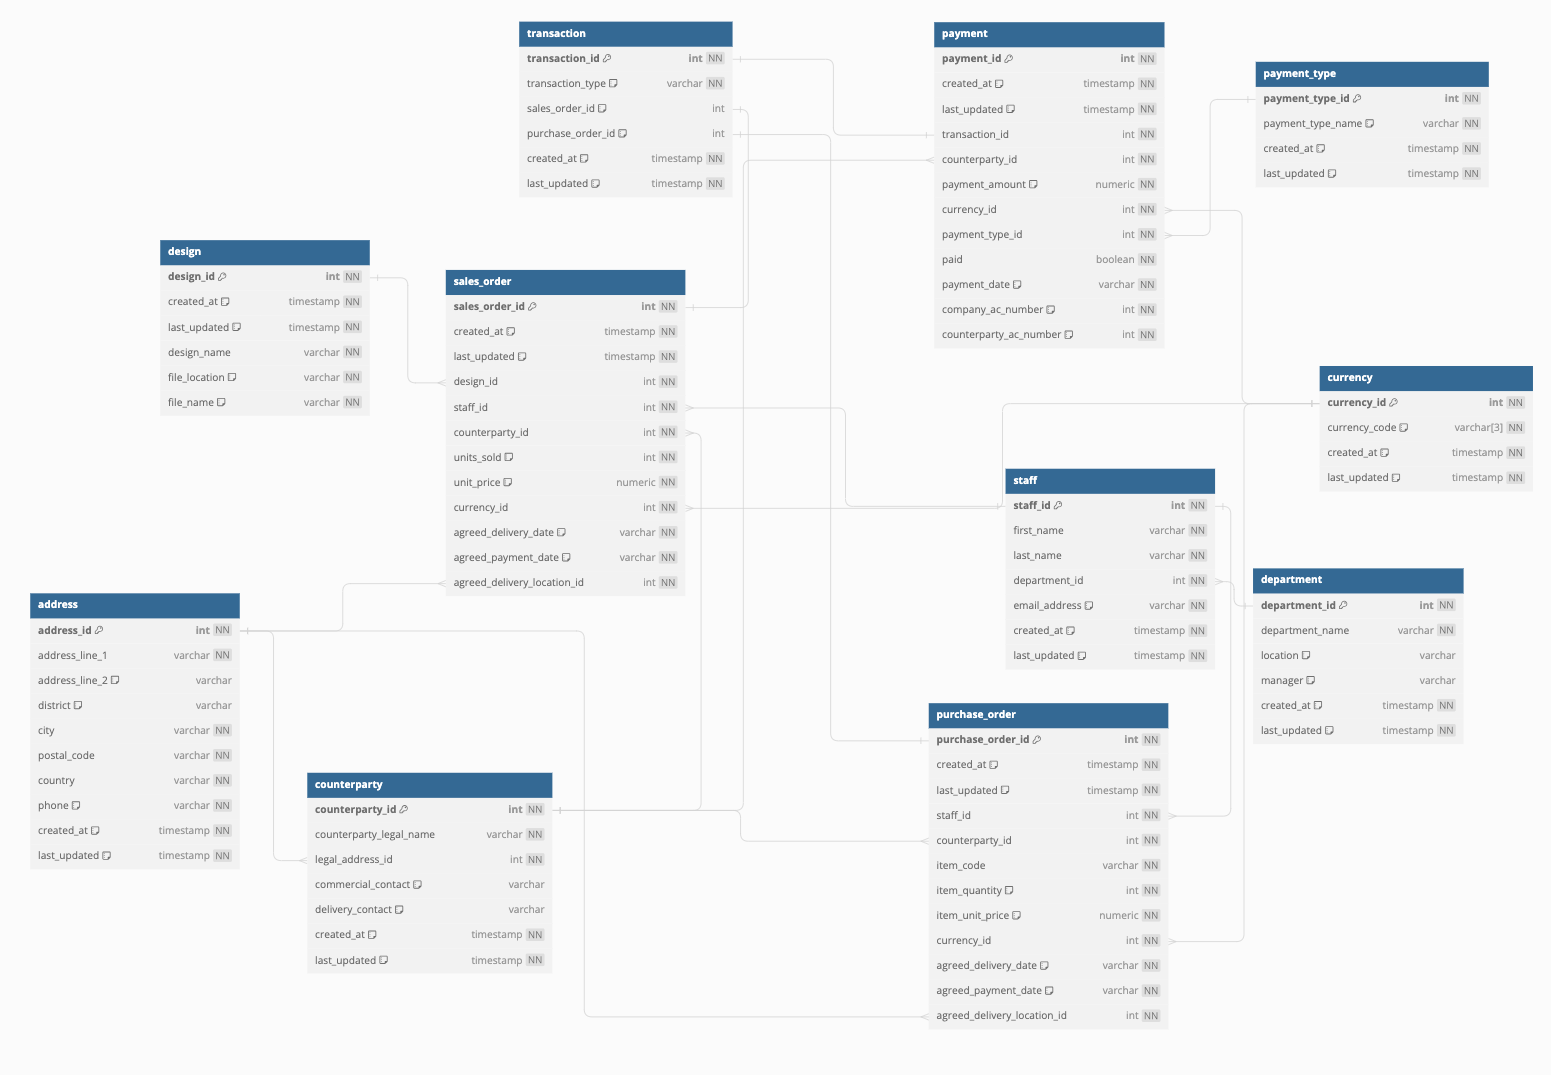 transaction
transaction_id int NN
transaction_type varchar NN
sales_order_id int
purchase_order_id int
created_at timestamp NN
last_updated timestamp NN
payment
payment_id int NN
created_at timestamp NN
last_updated timestamp NN
transaction_id int NN
counterparty_id int NN
payment_amount numeric NN
currency_id int NN
payment_type_id int NN
paid boolean NN
payment_date varchar NN
company_ac_number int NN
counterparty_ac_number int NN
payment_type
payment_type_id int NN
payment_type_name varchar NN
created_at timestamp NN
last_updated timestamp NN
design
design_id int NN
created_at timestamp NN
last_updated timestamp NN
design_name varchar NN
file_location varchar NN
file_name varchar NN
sales_order
sales_order_id int NN
created_at timestamp NN
last_updated timestamp NN
design_id int NN
staff_id int NN
counterparty_id int NN
units_sold int NN
unit_price numeric NN
currency_id int NN
agreed_delivery_date varchar NN
agreed_payment_date varchar NN
agreed_delivery_location_id int NN
currency
currency_id int NN
currency_code varchar[3] NN
created_at timestamp NN
last_updated timestamp NN
staff
staff_id int NN
first_name varchar NN
last_name varchar NN
department_id int NN
email_address varchar NN
created_at timestamp NN
last_updated timestamp NN
department
department_id int NN
department_name varchar NN
location varchar
manager varchar
created_at timestamp NN
last_updated timestamp NN
address
address_id int NN
address_line_1 varchar NN
address_line_2 varchar
district varchar
city varchar NN
postal_code varchar NN
country varchar NN
phone varchar NN
created_at timestamp NN
last_updated timestamp NN
counterparty
counterparty_id int NN
counterparty_legal_name varchar NN
legal_address_id int NN
commercial_contact varchar
delivery_contact varchar
created_at timestamp NN
last_updated timestamp NN
purchase_order
purchase_order_id int NN
created_at timestamp NN
last_updated timestamp NN
staff_id int NN
counterparty_id int NN
item_code varchar NN
item_quantity int NN
item_unit_price numeric NN
currency_id int NN
agreed_delivery_date varchar NN
agreed_payment_date varchar NN
agreed_delivery_location_id int NN